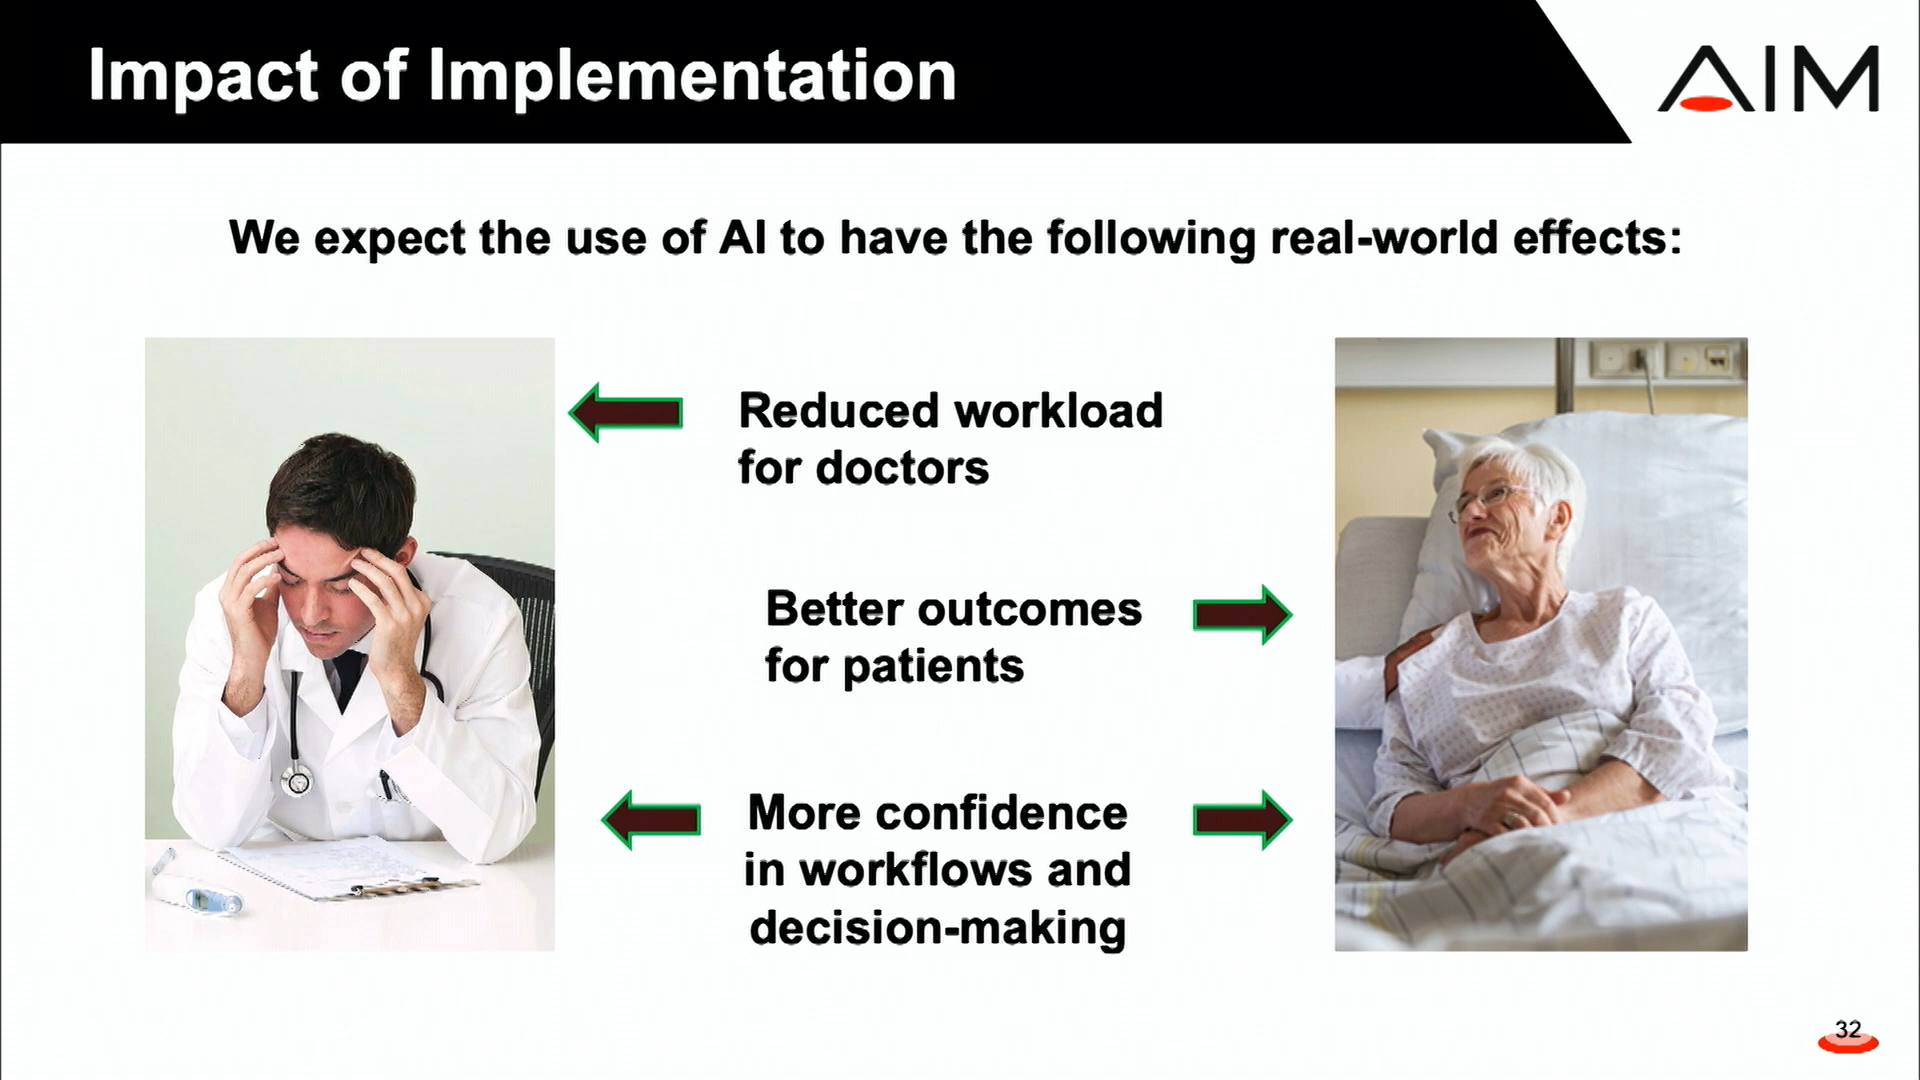 Impact of Implementation
AIM
We expect the use of AI to have the following real-world effects:
Reduced workload
for doctors
Better outcomes
for patients
More confidence
in workflows and
decision-making
32